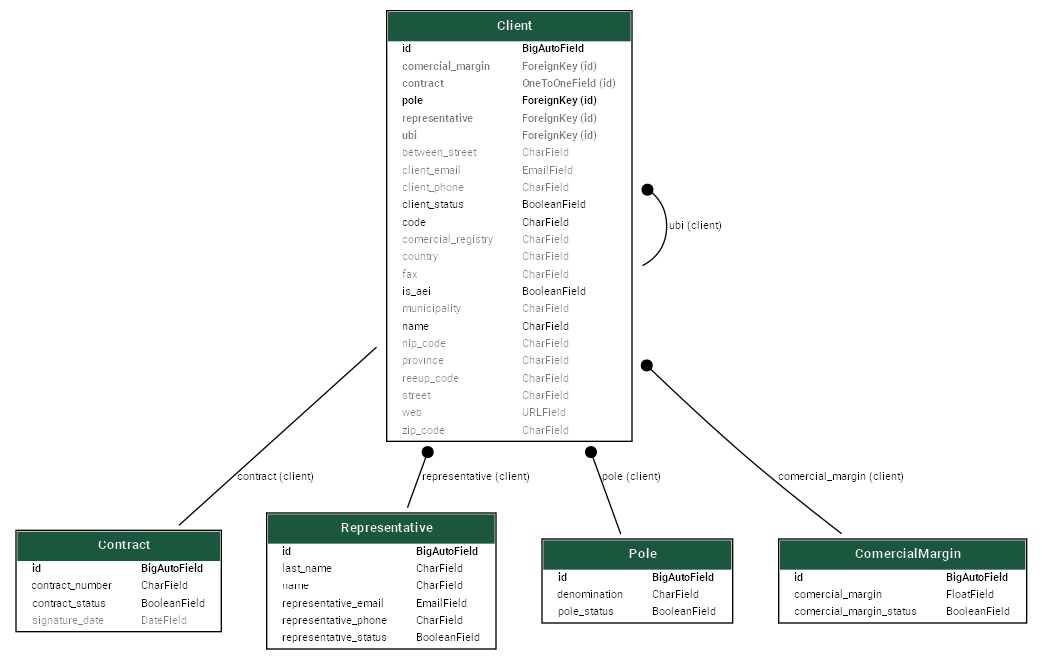 Client
id BigAutoField
comercial_margin ForeignKey (id)
contract OneToOneField (id)
pole ForeignKey (id)
representative ForeignKey (id)
ubi ForeignKey (id)
between_street CharField
client_email EmailField
client_phone CharField
client_status BooleanField
code CharField
comercial_registry CharField
country CharField
fax CharField
is_aei BooleanField
municipality CharField
name CharField
nip_code CharField
province CharField
reeup_code CharField
street CharField
web URLField
zip_code CharField
ubi (client)
contract (client)
representative (client)
pole (client)
comercial_margin (client)
Contract
id BigAutoField
contract_number CharField
contract_status BooleanField
signature_date DateField
Representative
id BigAutoField
last_name CharField
name CharField
representative_email EmailField
representative_phone CharField
representative_status BooleanField
Pole
id BigAutoField
denomination CharField
pole_status BooleanField
ComercialMargin
id BigAutoField
comercial_margin FloatField
comercial_margin_status BooleanField